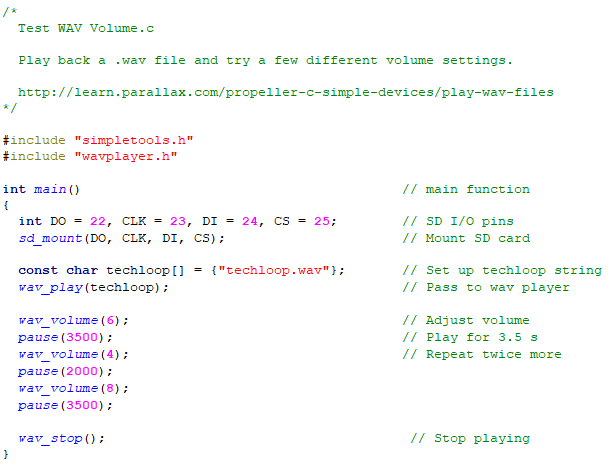 /*
  Test WAV Volume.c

  Play back a .wav file and try a few different volume settings.

  http://learn.parallax.com/propeller-c-simple-devices/play-wav-files
*/

#include "simpletools.h"
#include "wavplayer.h"

int main()                                        // main function
{
  int DO = 22, CLK = 23, DI = 24, CS = 25;        // SD I/O pins
  sd_mount(DO, CLK, DI, CS);                      // Mount SD card

  const char techloop[] = {"techloop.wav"};       // Set up techloop string
  wav_play(techloop);                             // Pass to wav player

  wav_volume(6);                                  // Adjust volume
  pause(3500);                                    // Play for 3.5 s
  wav_volume(4);                                  // Repeat twice more
  pause(2000);
  wav_volume(8);
  pause(3500);

  wav_stop();                                      // Stop playing
}